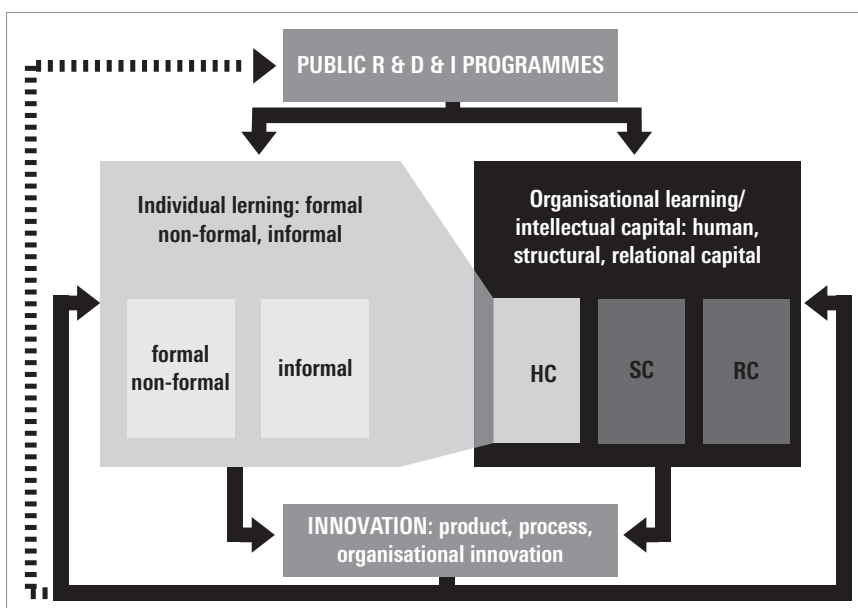 PUBLIC R & D & I PROGRAMMES
Individual lerning: formal
non-formal, informal
formal
non-formal
informal
Organisational learning/
intellectual capital: human,
structural, relational capital
HC
SC
RC
INNOVATION: product, process,
organisational innovation